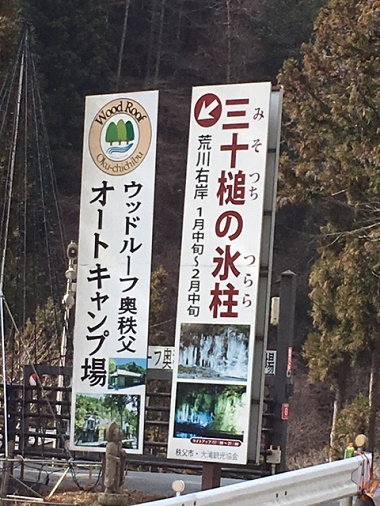 Wood Roof
Oku-chichibu
ウッドルーフ奥秩父
オートキャンプ場
みそつち つらら
三十槌の氷柱
荒川右岸 1月中旬～2月中旬
秩父市・大滝観光協会